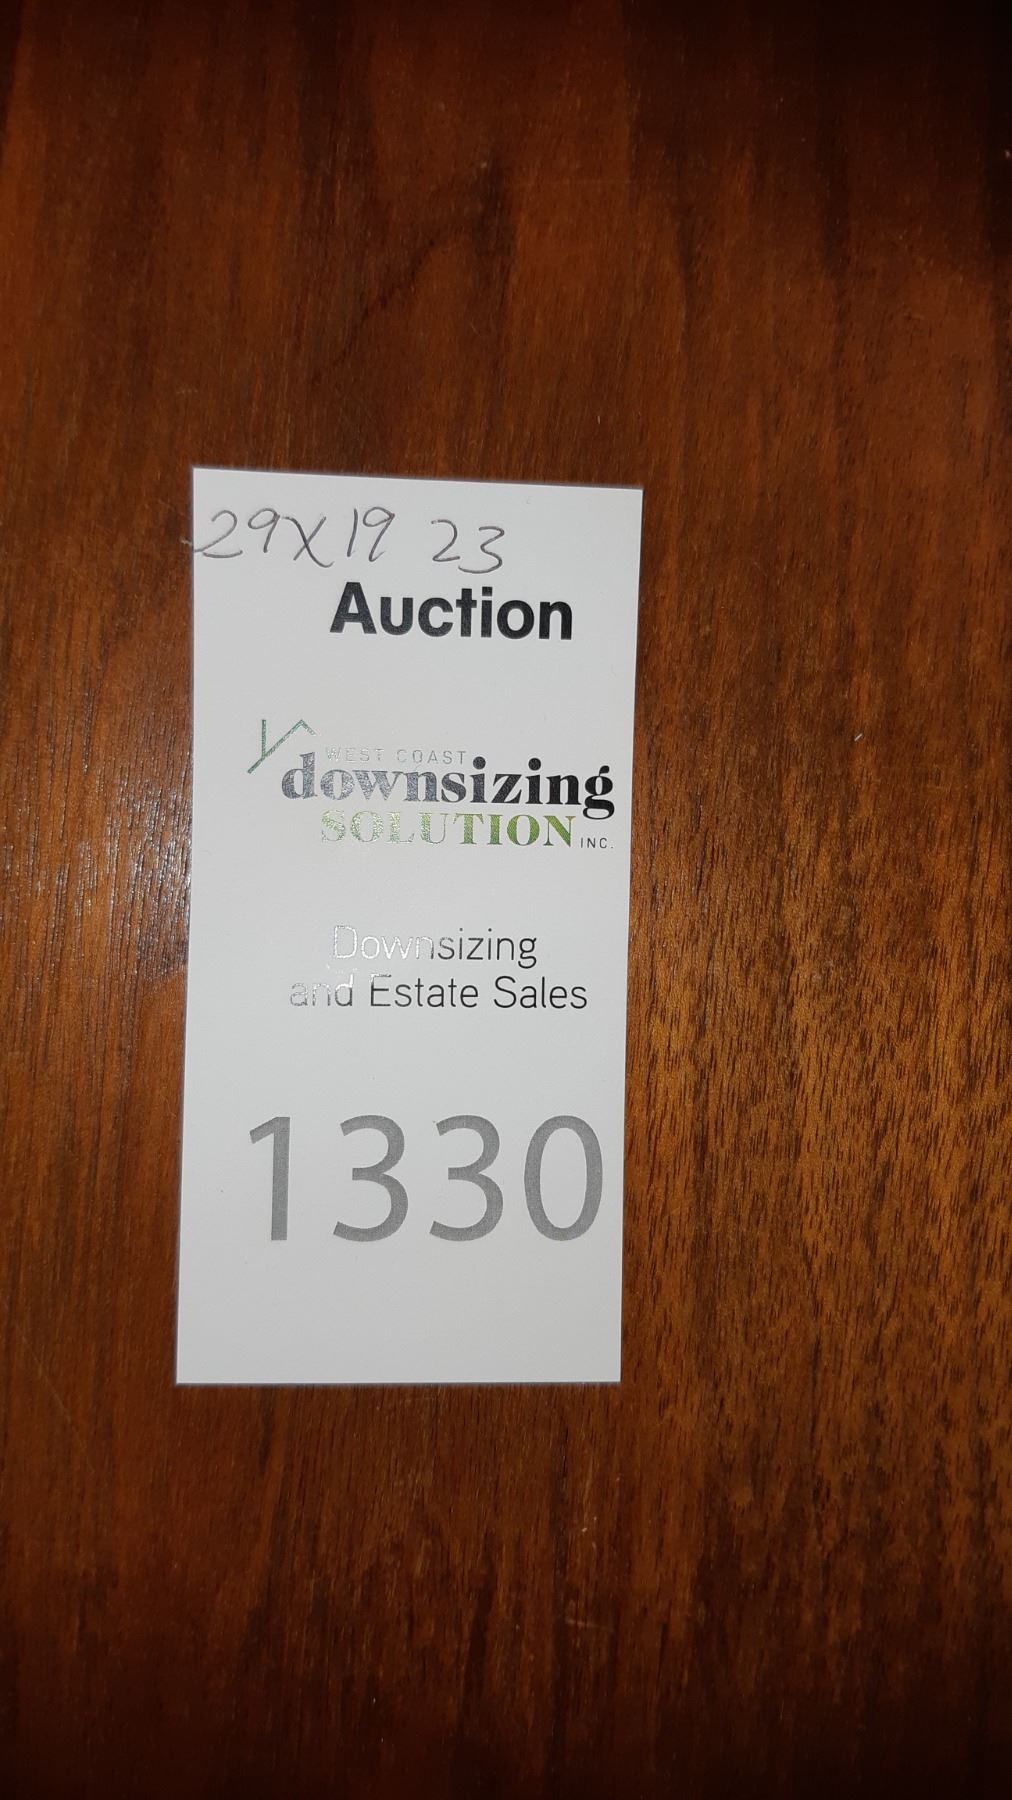 29X19 23
Auction
WEST COAST
downsizing
SOLUTION INC.
Downsizing
and Estate Sales
1330